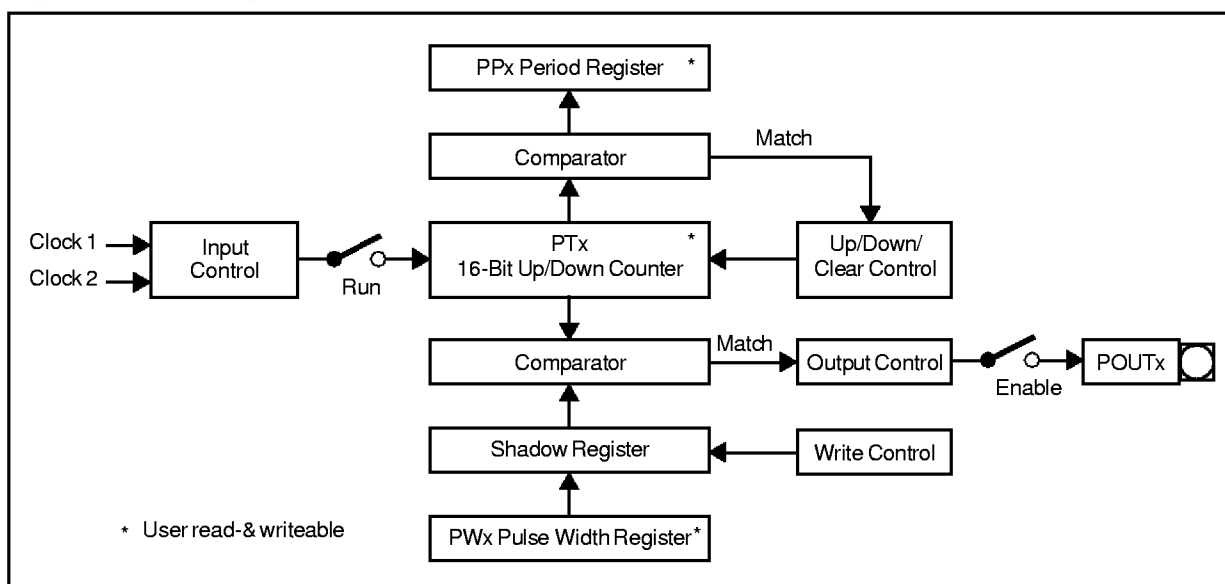 PPx Period Register *
Comparator
Match
Clock 1
Clock 2
Input
Control
Run
PTx *
16-Bit Up/Down Counter
Up/Down/
Clear Control
Comparator
Match
Output Control
Enable
POUTx
Shadow Register
Write Control
* User read-& writeable
PWx Pulse Width Register *